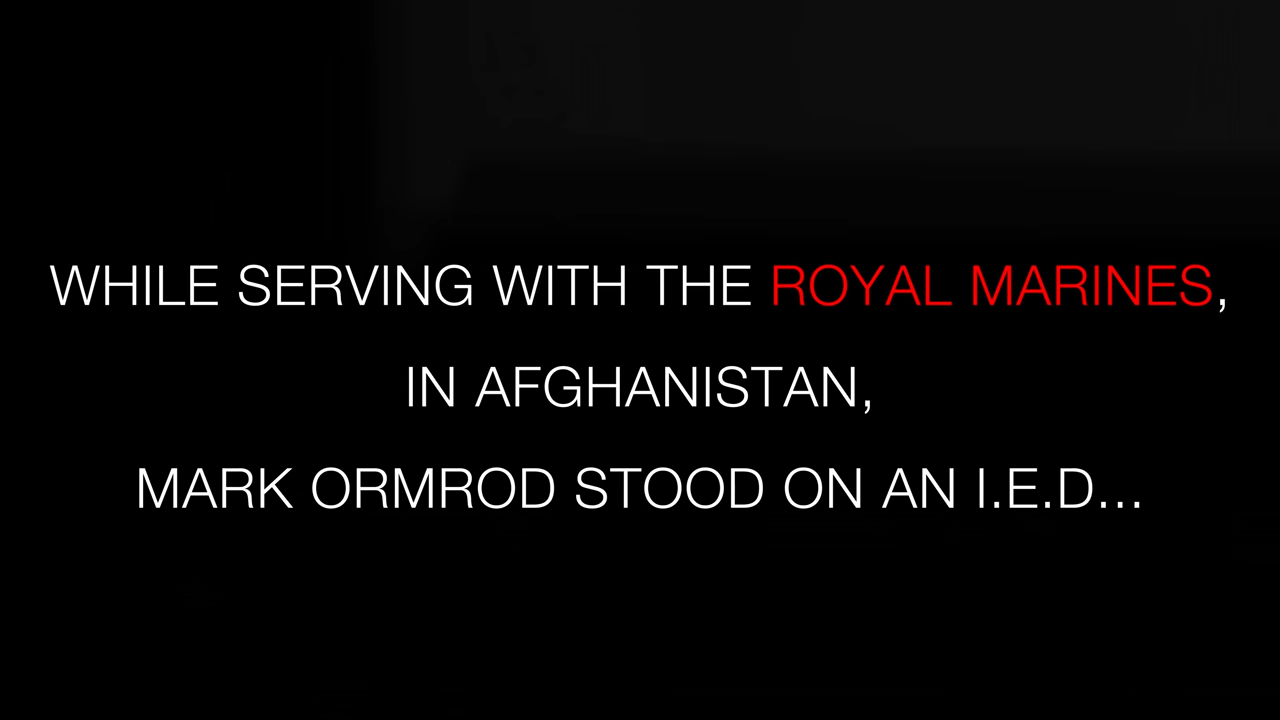 WHILE SERVING WITH THE ROYAL MARINES,
IN AFGHANISTAN,
MARK ORMROD STOOD ON AN I.E.D...